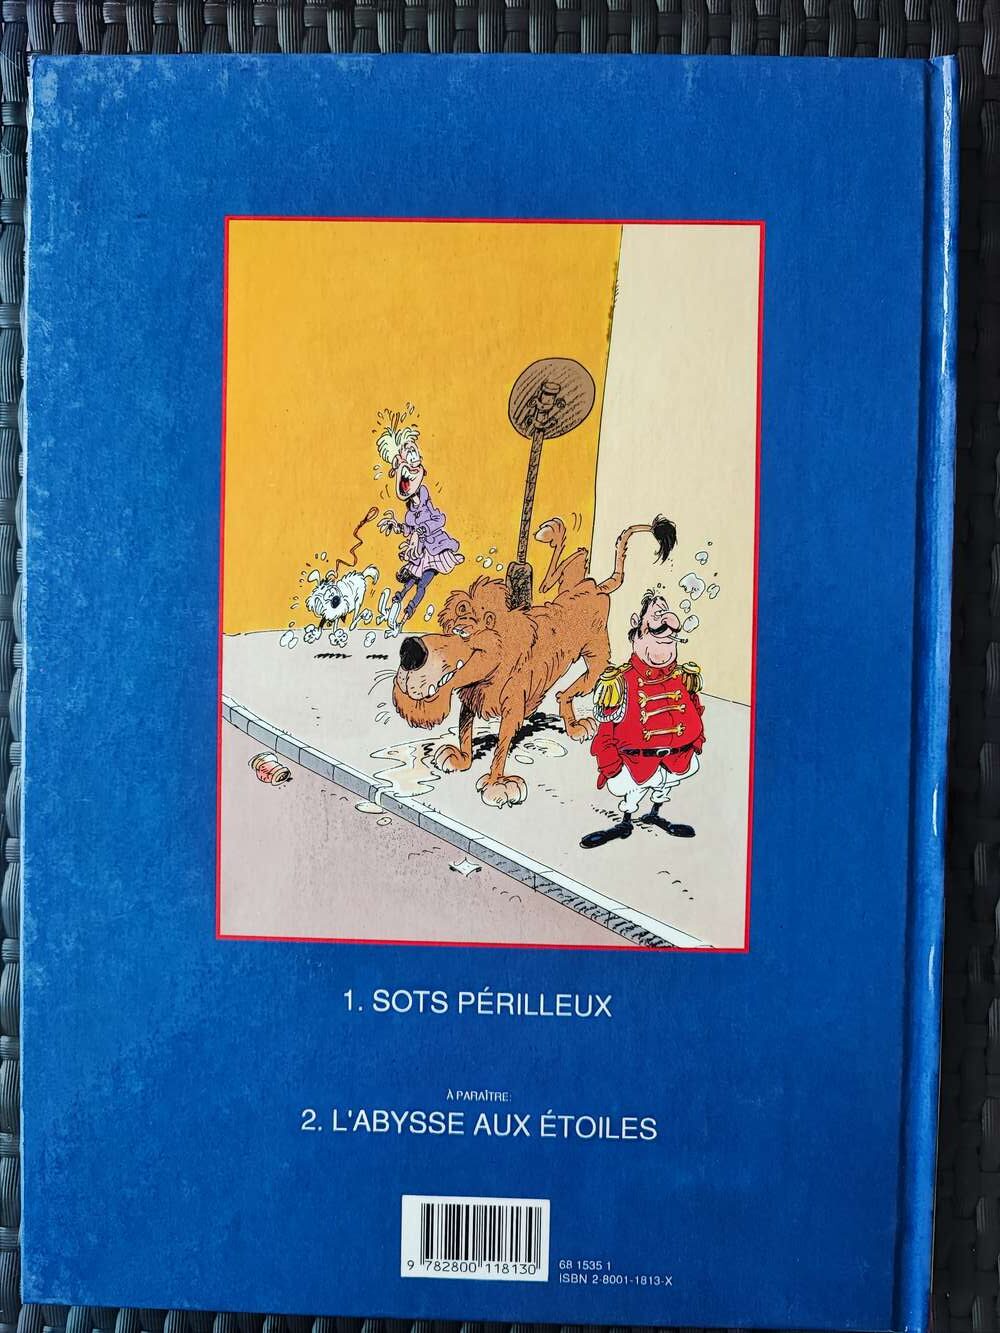 1. SOTS PÉRILLEUX
À PARAÎTRE:
2. L'ABYSSE AUX ÉTOILES
9 782800 118130
68 1535 1
ISBN 2-8001-1813-X